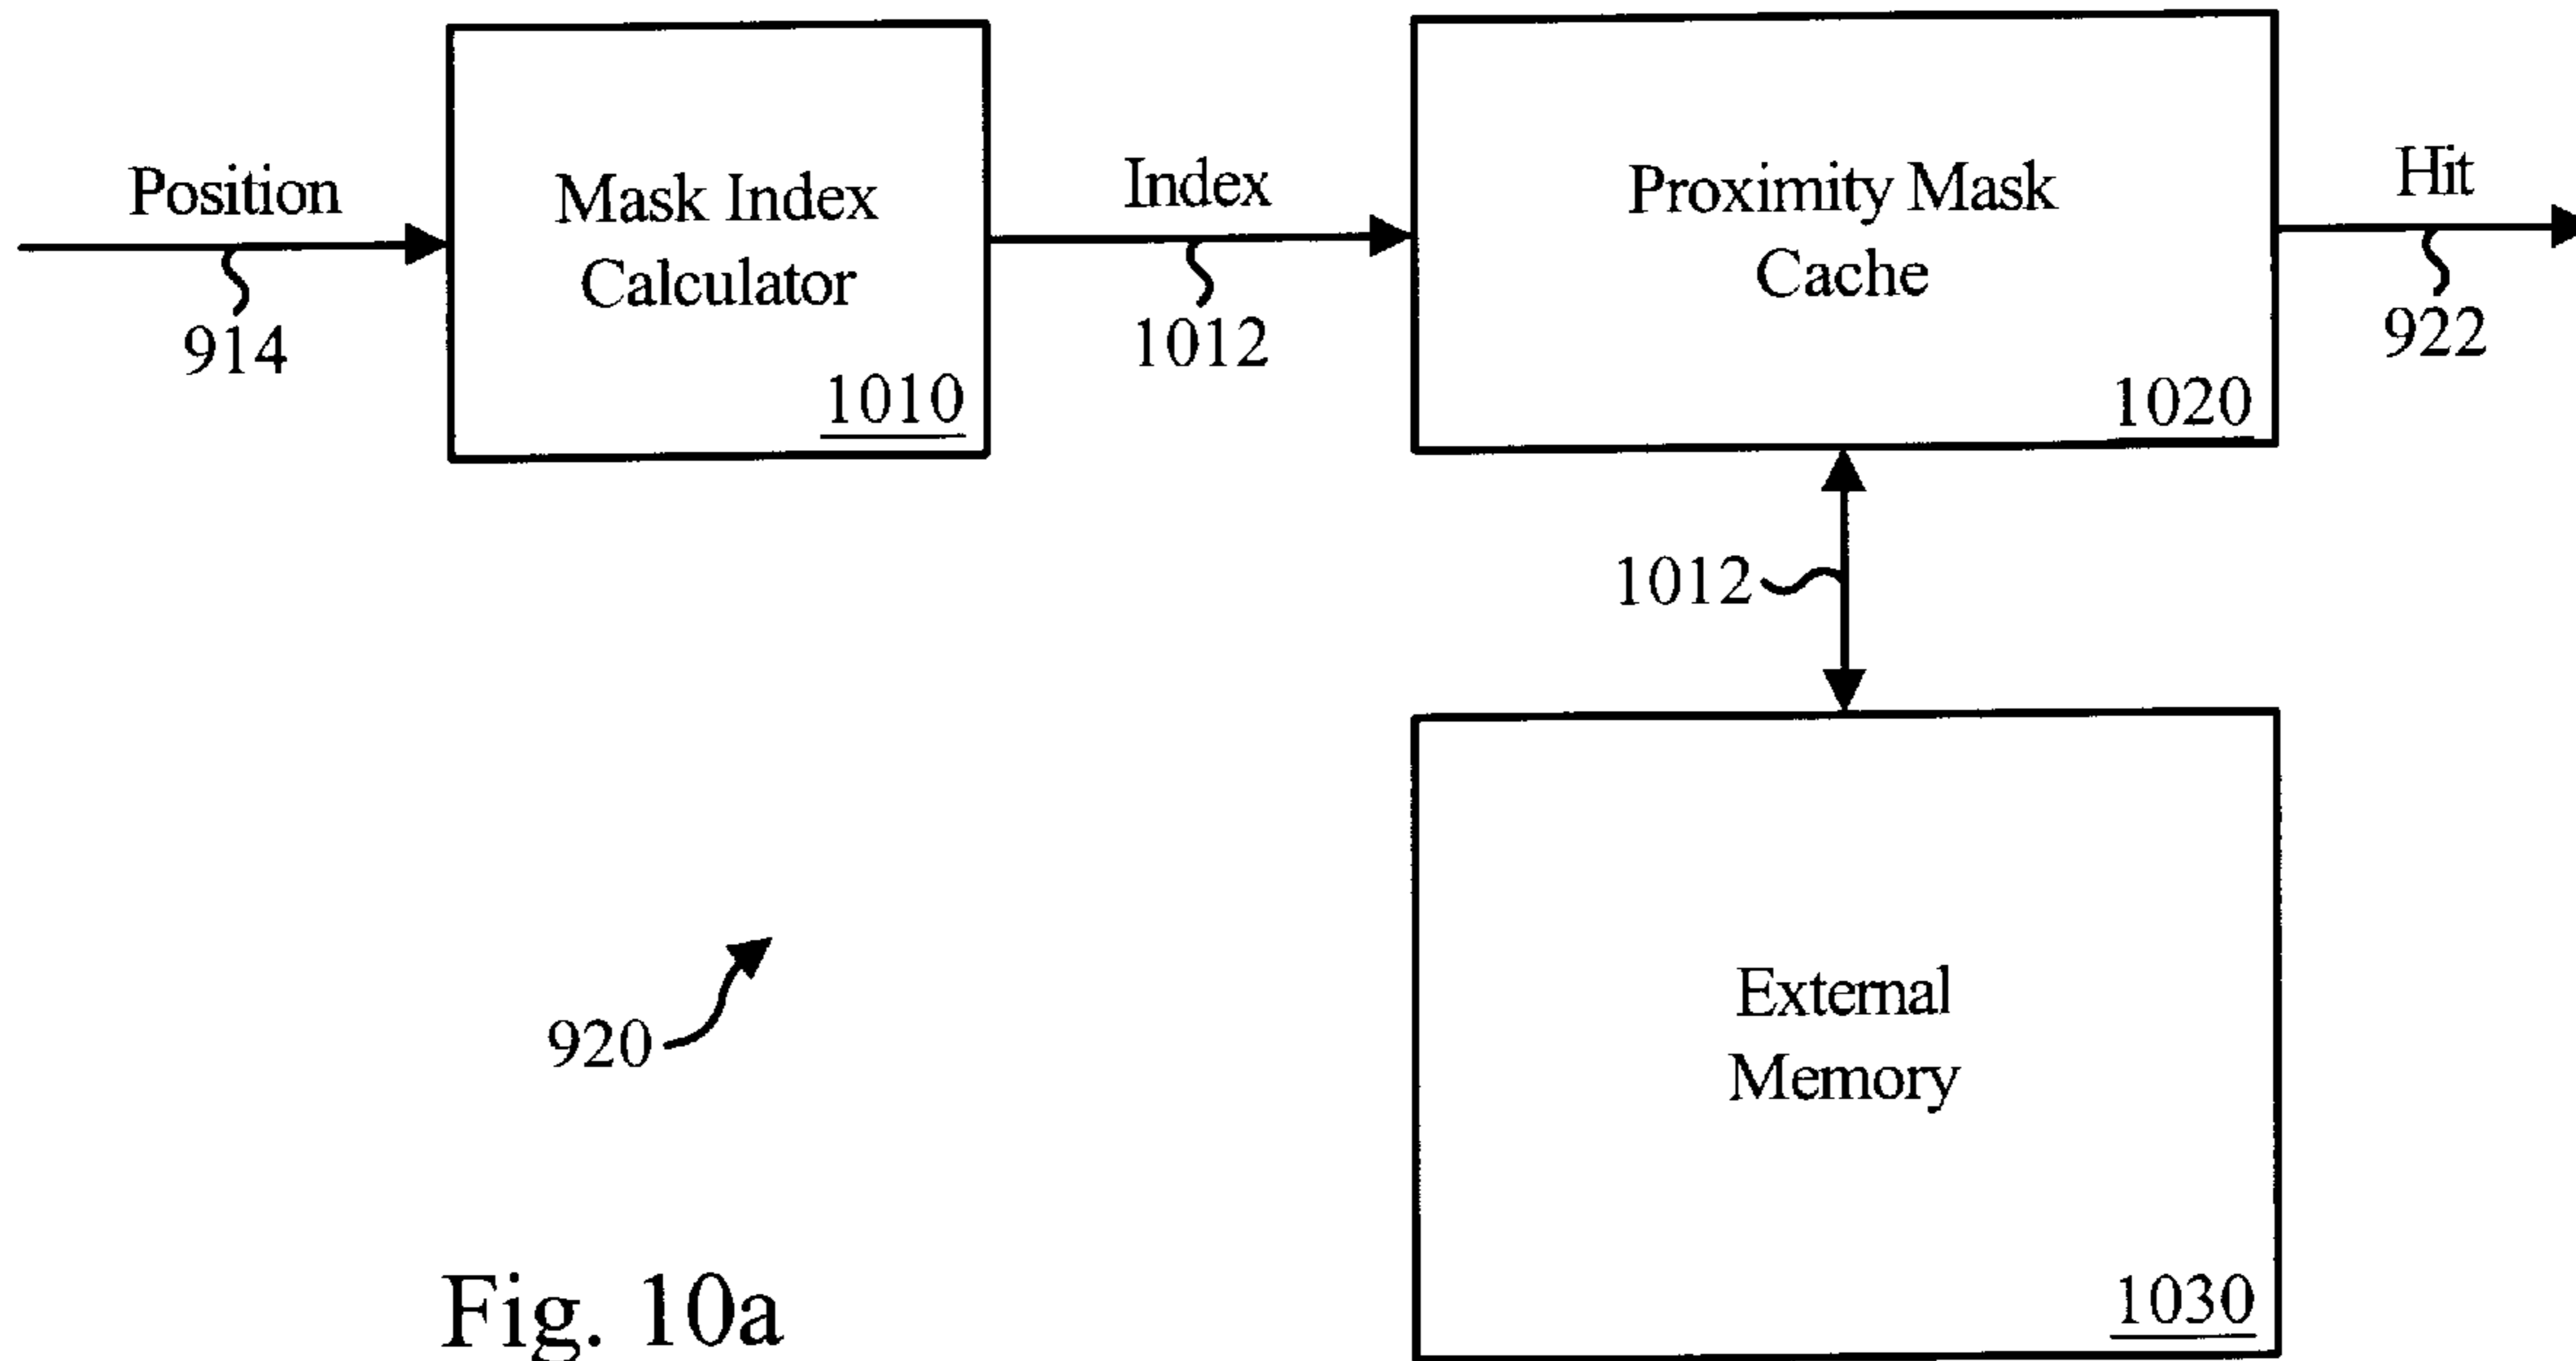 Position
914
Mask Index
Calculator
1010
Index
1012
Proximity Mask
Cache
1020
Hit
922
1012
External
Memory
1030
920
Fig. 10a